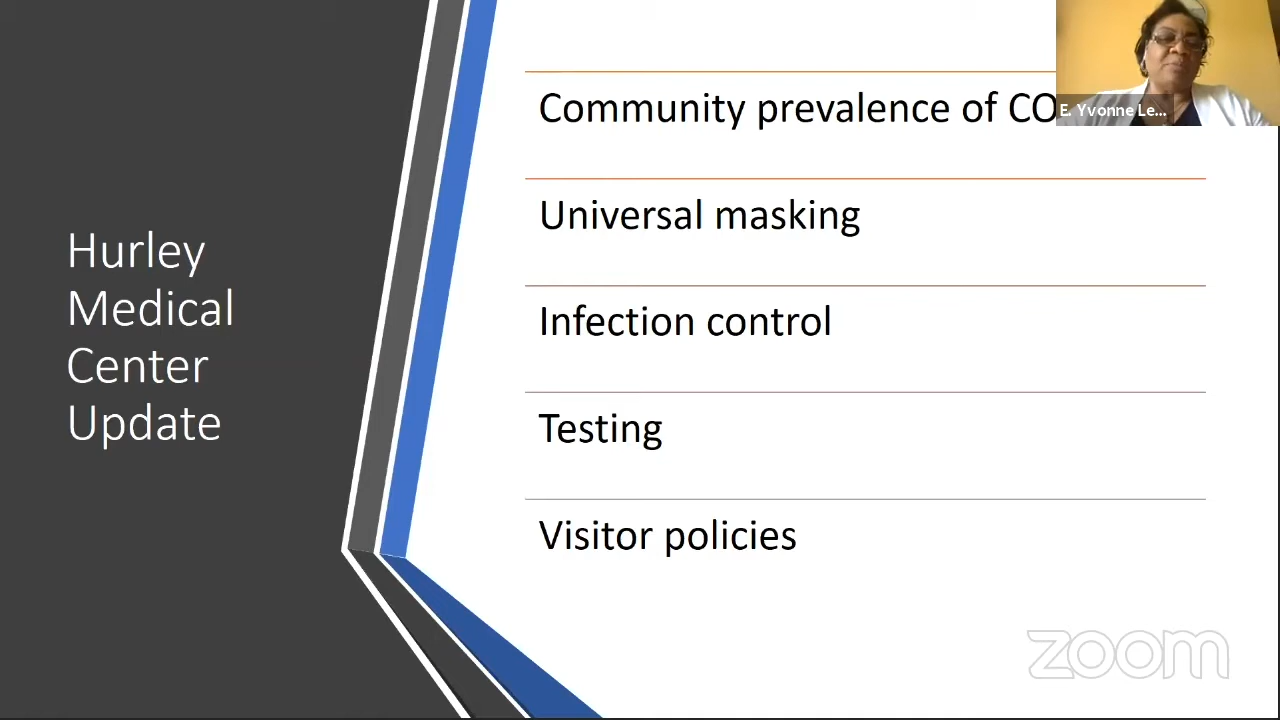 Community prevalence of CO
E. Yvonne Le...
Universal masking
Hurley
Medical
Center
Update
Infection control
Testing
Visitor policies
zoom